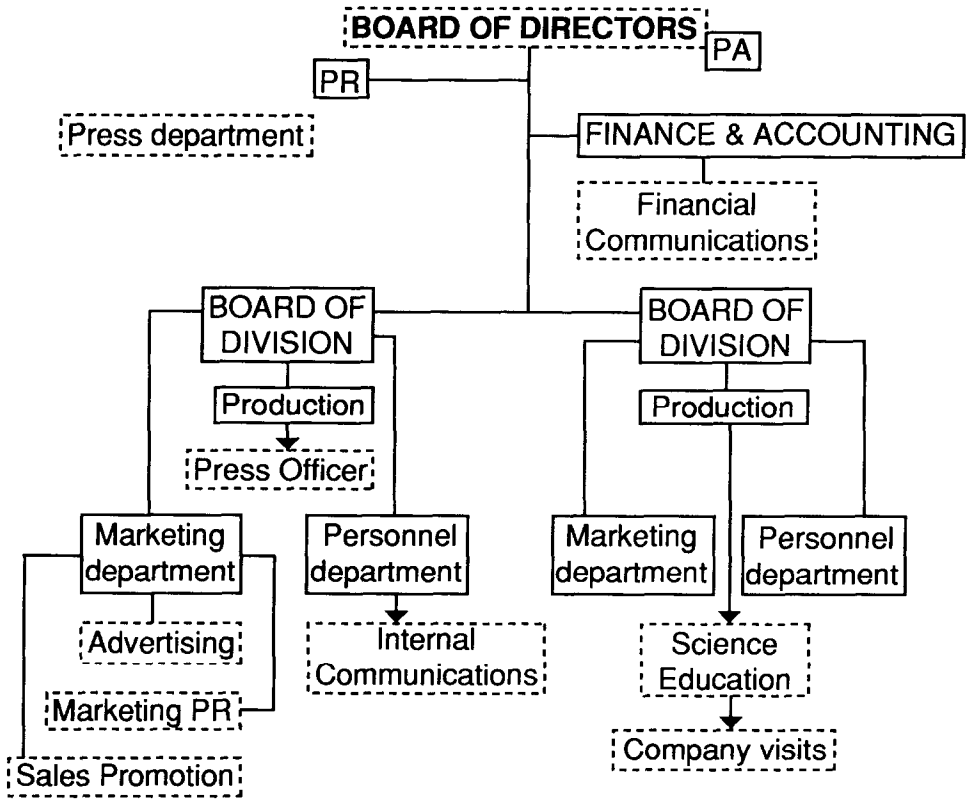 BOARD OF DIRECTORS
PA
PR
Press department
FINANCE & ACCOUNTING
Financial
Communications
BOARD OF
DIVISION
BOARD OF
DIVISION
Production
Production
Press Officer
Marketing
department
Personnel
department
Marketing
department
Personnel
department
Advertising
Internal
Communications
Science
Education
Marketing PR
Company visits
Sales Promotion